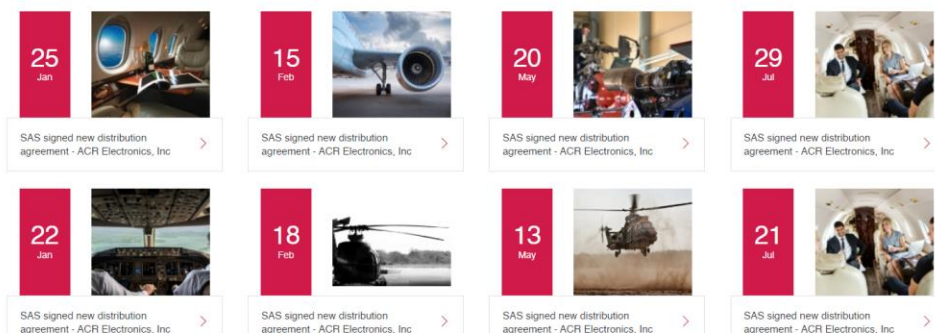 25
Jan
SAS signed new distribution
agreement - ACR Electronics, Inc
15
Feb
SAS signed new distribution
agreement - ACR Electronics, Inc
20
May
SAS signed new distribution
agreement - ACR Electronics, Inc
29
Jul
SAS signed new distribution
agreement - ACR Electronics, Inc
22
Jan
SAS signed new distribution
agreement - ACR Electronics, Inc
18
Feb
SAS signed new distribution
agreement - ACR Electronics, Inc
13
May
SAS signed new distribution
agreement - ACR Electronics, Inc
21
Jul
SAS signed new distribution
agreement - ACR Electronics, Inc